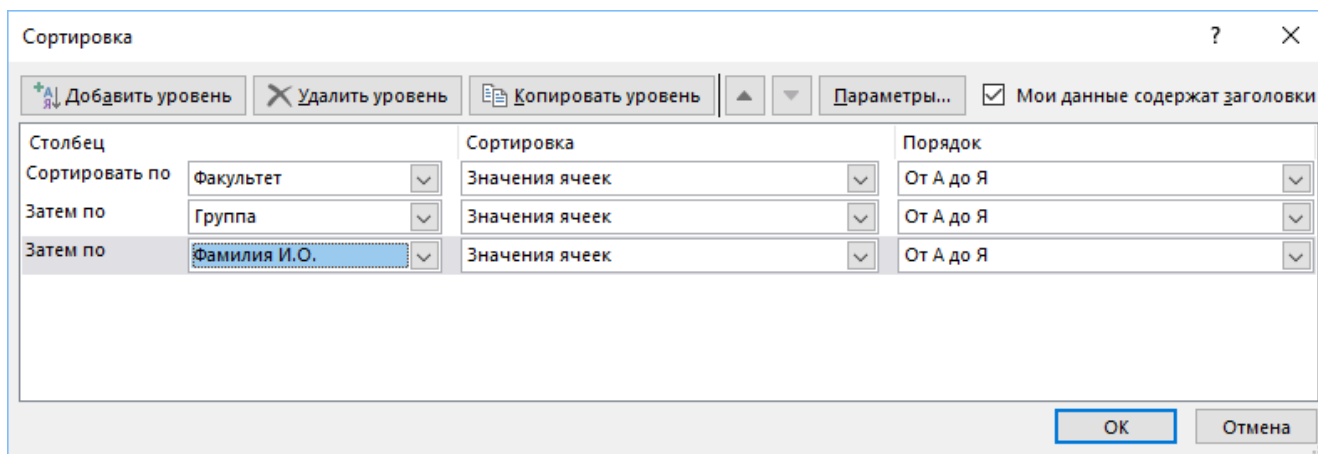 Сортировка ?
Добавить уровень Удалить уровень Копировать уровень Параметры... Мои данные содержат заголовки
Столбец Сортировка Порядок
Сортировать по Факультет Значения ячеек От А до Я
Затем по Группа Значения ячеек От А до Я
Затем по Фамилия И.О. Значения ячеек От А до Я
ОК Отмена